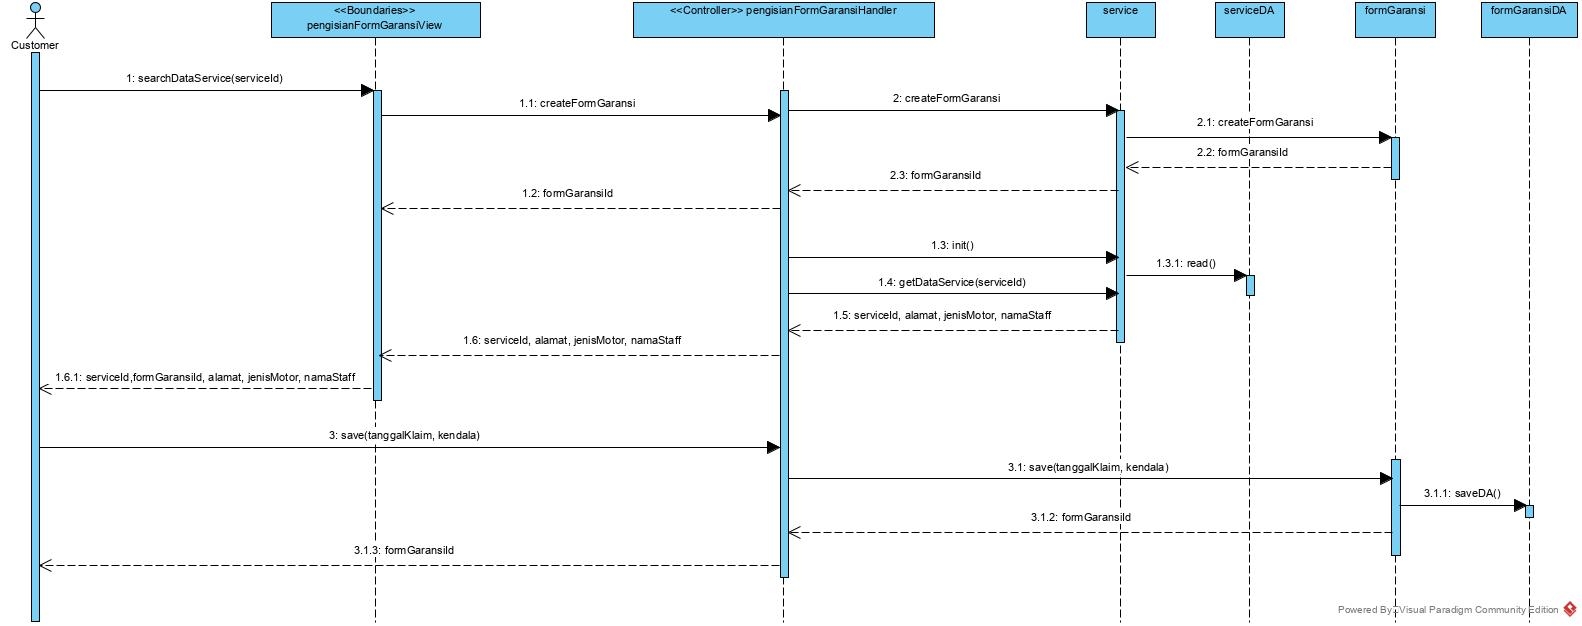 <<Boundaries>>
pengisianFormGaransiView
<<Controller>> pengisianFormGaransiHandler
service
serviceDA
formGaransi
formGaransiDA
Customer
1: searchDataService(serviceId)
1.1: createFormGaransi
2: createFormGaransi
2.1: createFormGaransi
2.2: formGaransiId
2.3: formGaransiId
1.2: formGaransiId
1.3: init()
1.3.1: read()
1.4: getDataService(serviceId)
1.5: serviceId, alamat, jenisMotor, namaStaff
1.6: serviceId, alamat, jenisMotor, namaStaff
1.6.1: serviceId,formGaransiId, alamat, jenisMotor, namaStaff
3: save(tanggalKlaim, kendala)
3.1: save(tanggalKlaim, kendala)
3.1.1: saveDA()
3.1.2: formGaransiId
3.1.3: formGaransiId
Powered By Visual Paradigm Community Edition